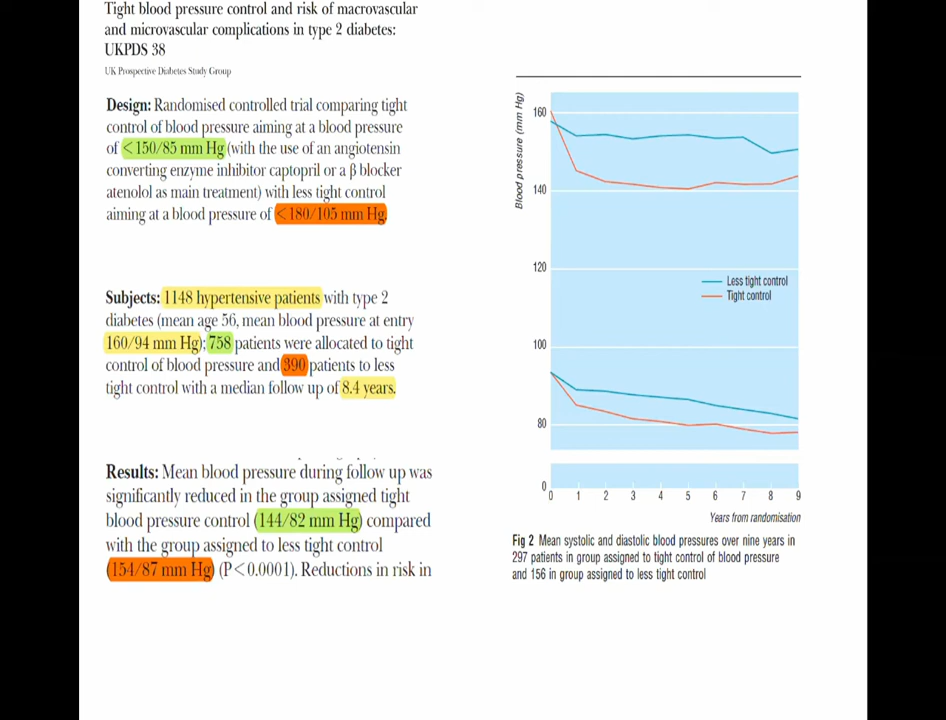 Tight blood pressure control and risk of macrovascular
and microvascular complications in type 2 diabetes:
UKPDS 38
UK Prospective Diabetes Study Group
Design: Randomised controlled trial comparing tight
control of blood pressure aiming at a blood pressure
of <150/85 mm Hg (with the use of an angiotensin
converting enzyme inhibitor captopril or a β blocker
atenolol as main treatment) with less tight control
aiming at a blood pressure of <180/105 mm Hg.
Subjects: 1148 hypertensive patients with type 2
diabetes (mean age 56, mean blood pressure at entry
160/94 mm Hg); 758 patients were allocated to tight
control of blood pressure and 390 patients to less
tight control with a median follow up of 8.4 years.
Results: Mean blood pressure during follow up was
significantly reduced in the group assigned tight
blood pressure control (144/82 mm Hg) compared
with the group assigned to less tight control
(154/87 mm Hg) (P<0.0001). Reductions in risk in
Blood pressure (mm Hg)
160
140
120
Less tight control
Tight control
100
80
0
0 1 2 3 4 5 6 7 8 9
Years from randomisation
Fig 2 Mean systolic and diastolic blood pressures over nine years in
297 patients in group assigned to tight control of blood pressure
and 156 in group assigned to less tight control